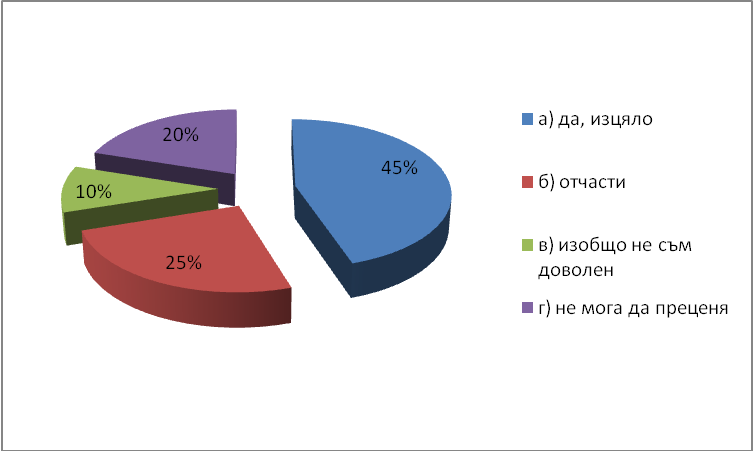 20%
45%
10%
25%
а) да, изцяло
б) отчасти
в) изобщо не съм
доволен
г) не мога да преценя